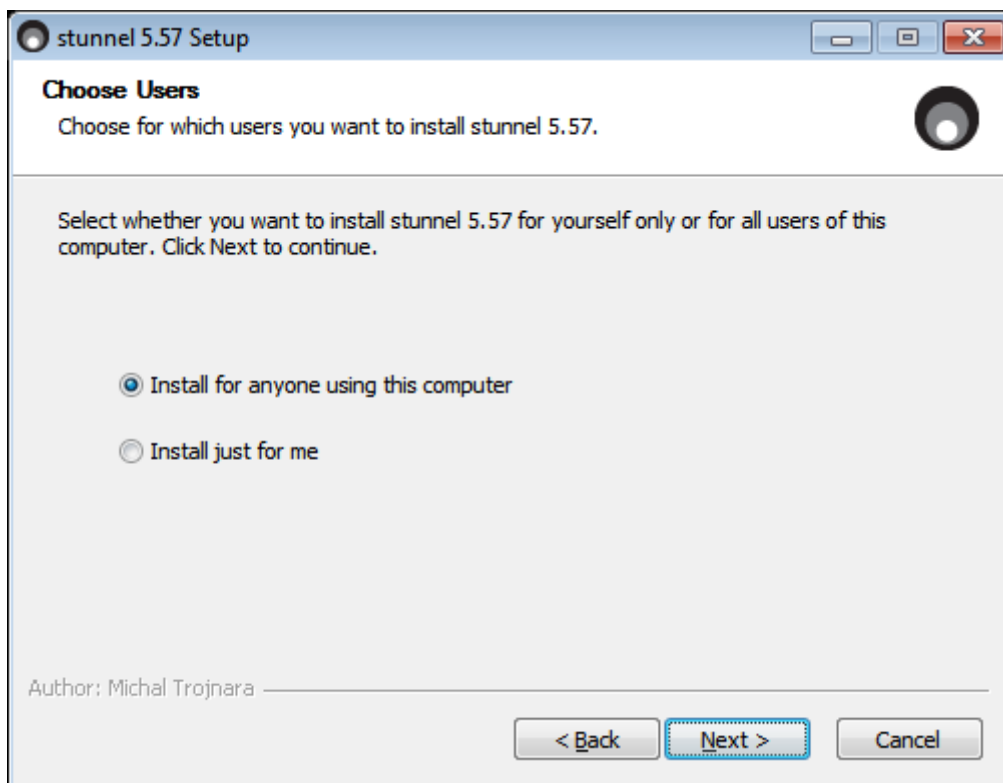 stunnel 5.57 Setup
Choose Users
Choose for which users you want to install stunnel 5.57.
Select whether you want to install stunnel 5.57 for yourself only or for all users of this
computer. Click Next to continue.
Install for anyone using this computer
Install just for me
Author: Michal Trojnara
< Back
Next >
Cancel